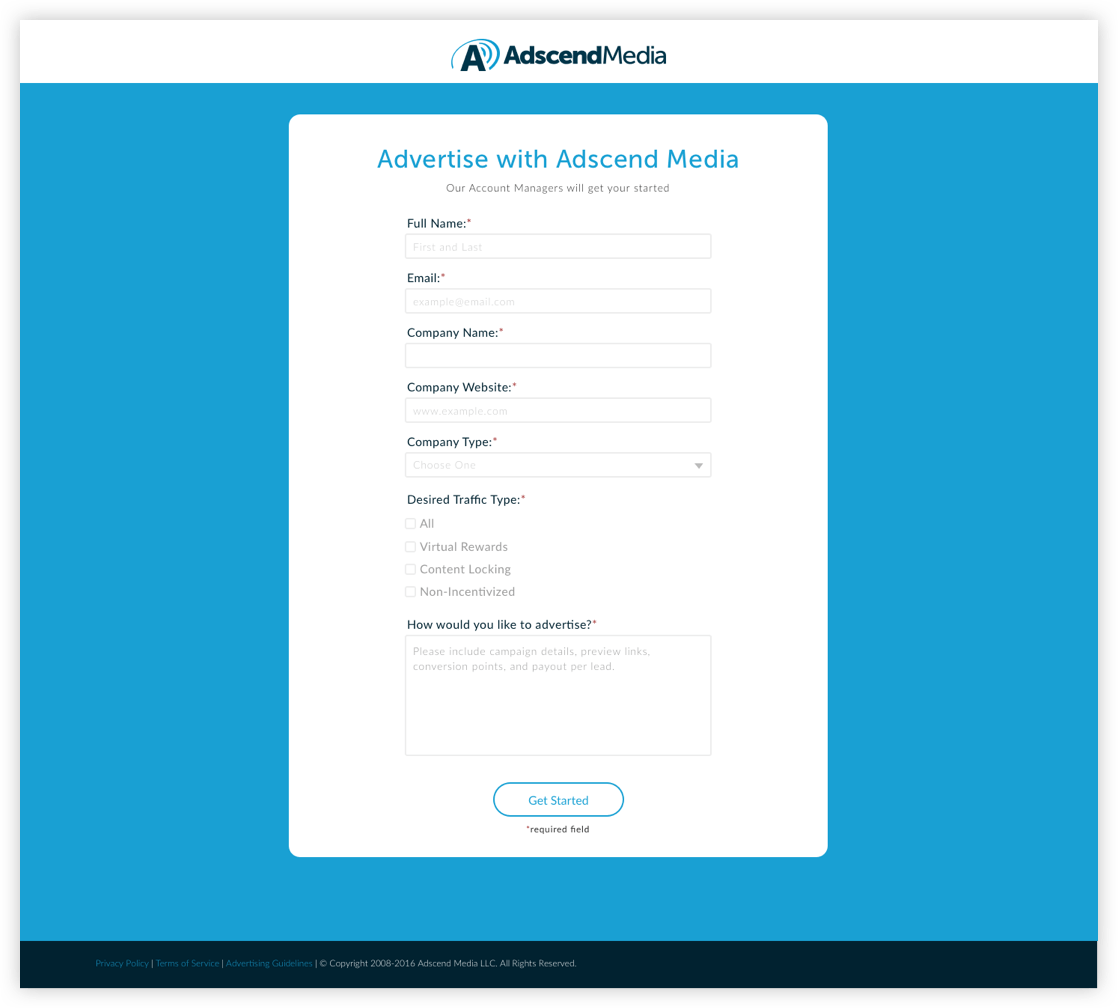 AdscendMedia
Advertise with Adscend Media
Our Account Managers will get your started
Full Name:*
First and Last
Email:*
example@email.com
Company Name:*
Company Website:*
www.example.com
Company Type:*
Choose One
Desired Traffic Type:*
All
Virtual Rewards
Content Locking
Non-Incentivized
How would you like to advertise?*
Please include campaign details, preview links,
conversion points, and payout per lead.
Get Started
*required field
Privacy Policy | Terms of Service | Advertising Guidelines | © Copyright 2008-2016 Adscend Media LLC. All Rights Reserved.